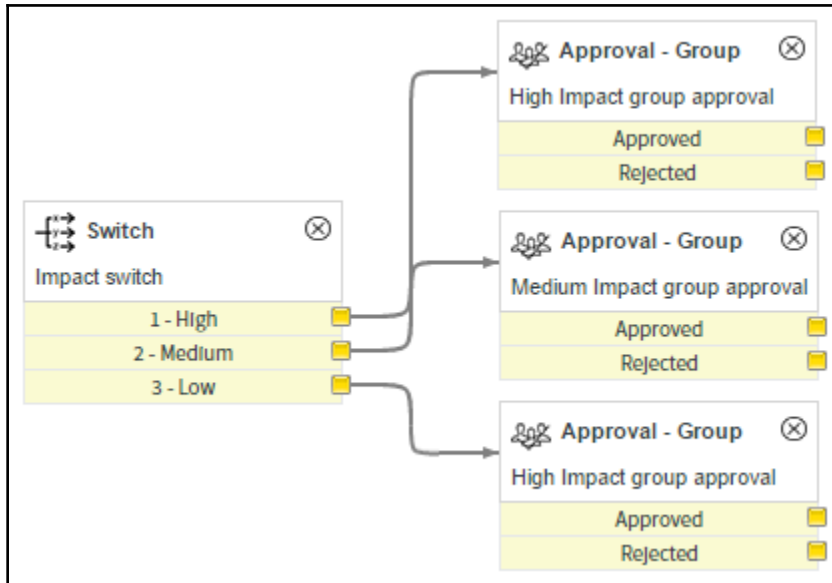 Switch
Impact switch
1 - High
2 - Medium
3 - Low
Approval - Group
High Impact group approval
Approved
Rejected
Approval - Group
Medium Impact group approval
Approved
Rejected
Approval - Group
High Impact group approval
Approved
Rejected